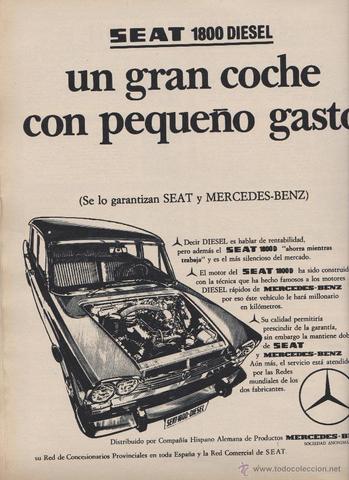 SEAT 1800 DIESEL
un gran coche
con pequeño gasto
(Se lo garantizan SEAT y MERCEDES-BENZ)
Decir DIESEL es hablar de rentabilidad,
pero además el SEAT 1800D "ahorra mientras
trabaja" y es el más silencioso del mercado.
El motor del SEAT 1800D ha sido construido
con la técnica que ha hecho famosos a los motores
DIESEL rápidos de MERCEDES-BENZ
por eso éste vehículo le hará millonario
en kilómetros.
Su calidad permitiría
prescindir de la garantía,
sin embargo la mantiene dob
de SEAT
y MERCEDES-BENZ
Aún más, el servicio está atendid
por las Redes
mundiales de los
dos fabricantes.
SEAT 1800-DIESEL
Distribuido por Compañía Hispano Alemana de Productos MERCEDES-BE
SOCIEDAD ANONIMA
su Red de Concesionarios Provinciales en toda España y la Red Comercial de SEAT.
© www.todocoleccion.net